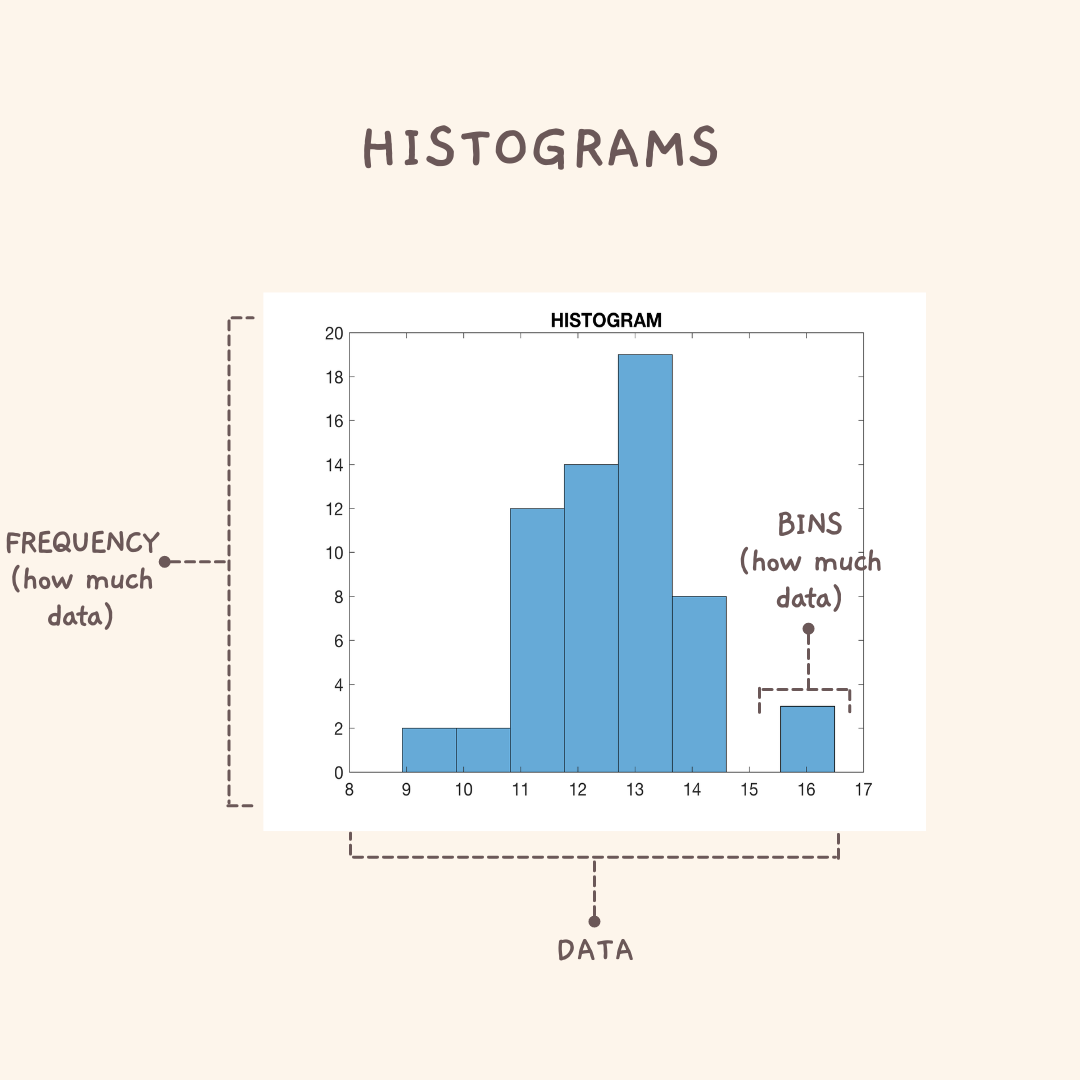 HISTOGRAMS
HISTOGRAM
20
18
16
14
12
10
8
6
4
2
0
8 9 10 11 12 13 14 15 16 17
FREQUENCY
(how much
data)
BINS
(how much
data)
DATA